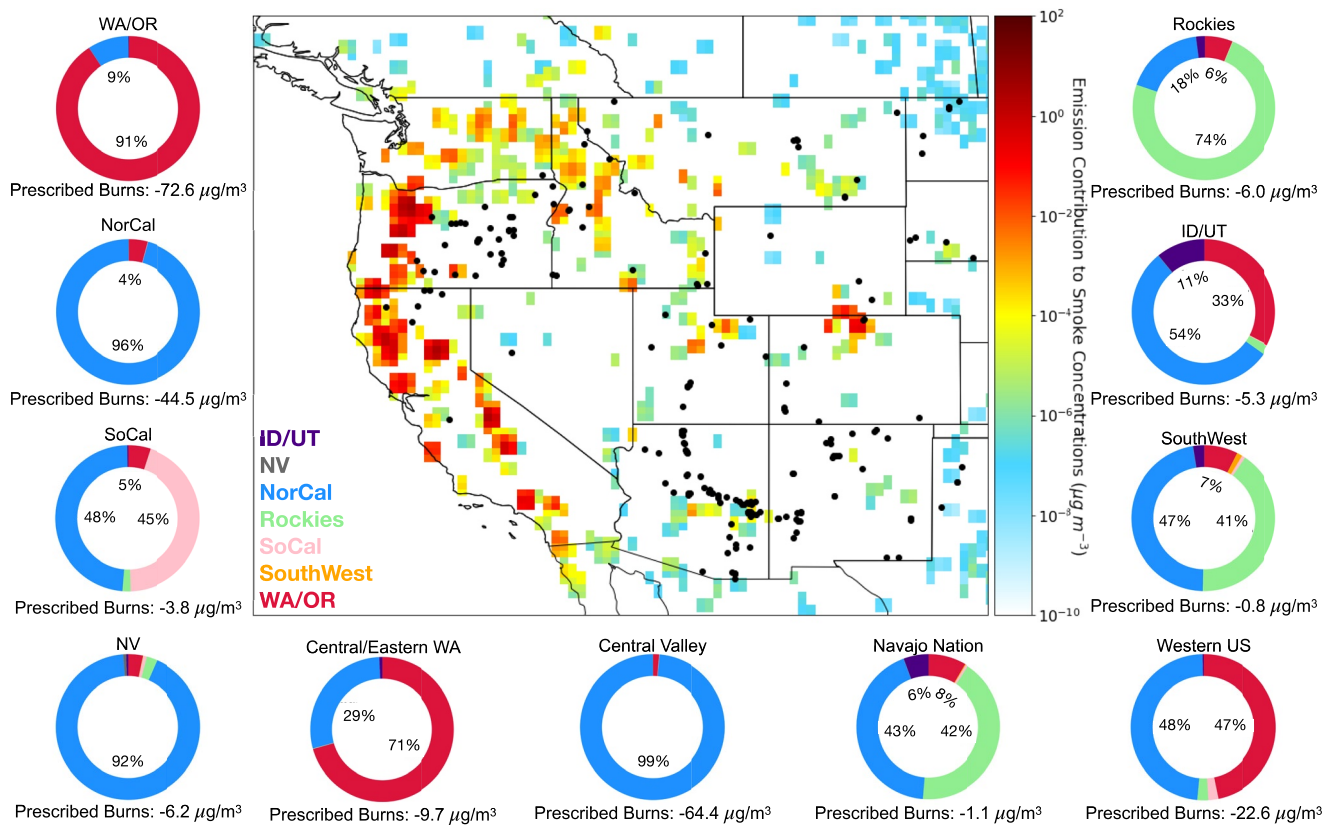 WA/OR
9%
91%
Prescribed Burns: -72.6 μg/m³
NorCal
4%
96%
Prescribed Burns: -44.5 μg/m³
SoCal
5%
48%
45%
Prescribed Burns: -3.8 μg/m³
ID/UT
NV
NorCal
Rockies
SoCal
SouthWest
WA/OR
10²
10⁰
10⁻²
10⁻⁴
10⁻⁶
10⁻⁸
10⁻¹⁰
Emission Contribution to Smoke Concentrations (μg m⁻³)
Rockies
18%
6%
74%
Prescribed Burns: -6.0 μg/m³
ID/UT
11%
33%
54%
Prescribed Burns: -5.3 μg/m³
SouthWest
7%
47%
41%
Prescribed Burns: -0.8 μg/m³
NV
92%
Prescribed Burns: -6.2 μg/m³
Central/Eastern WA
29%
71%
Prescribed Burns: -9.7 μg/m³
Central Valley
99%
Prescribed Burns: -64.4 μg/m³
Navajo Nation
6%
8%
43%
42%
Prescribed Burns: -1.1 μg/m³
Western US
48%
47%
Prescribed Burns: -22.6 μg/m³